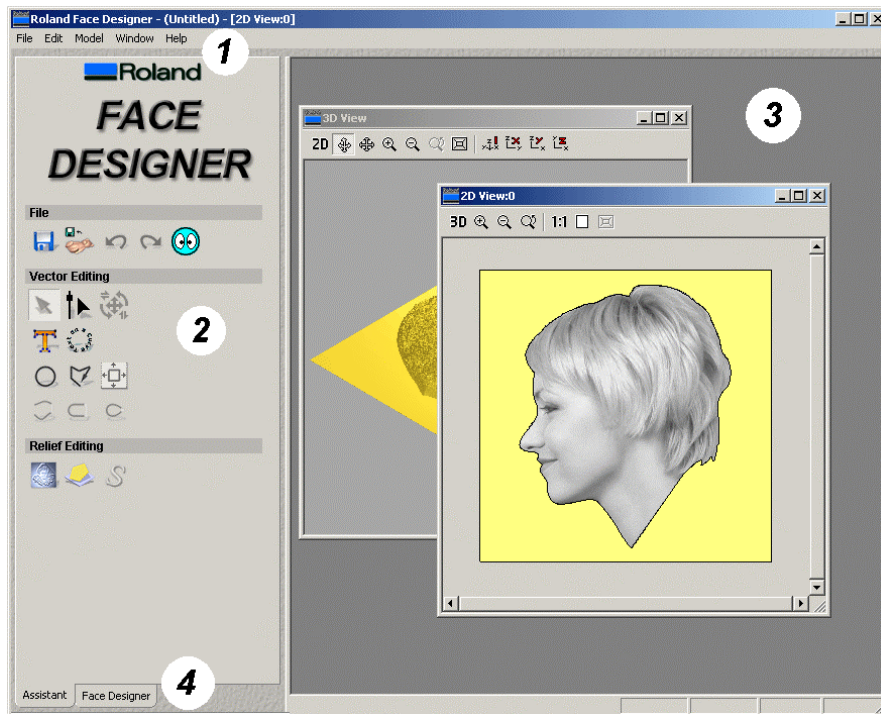 Roland Face Designer - (Untitled) - [2D View:0]
File Edit Model Window Help
1
Roland
FACE
DESIGNER
File
Vector Editing
2
Relief Editing
Assistant Face Designer
4
3
3D View
2D
2D View:0
3D 1:1